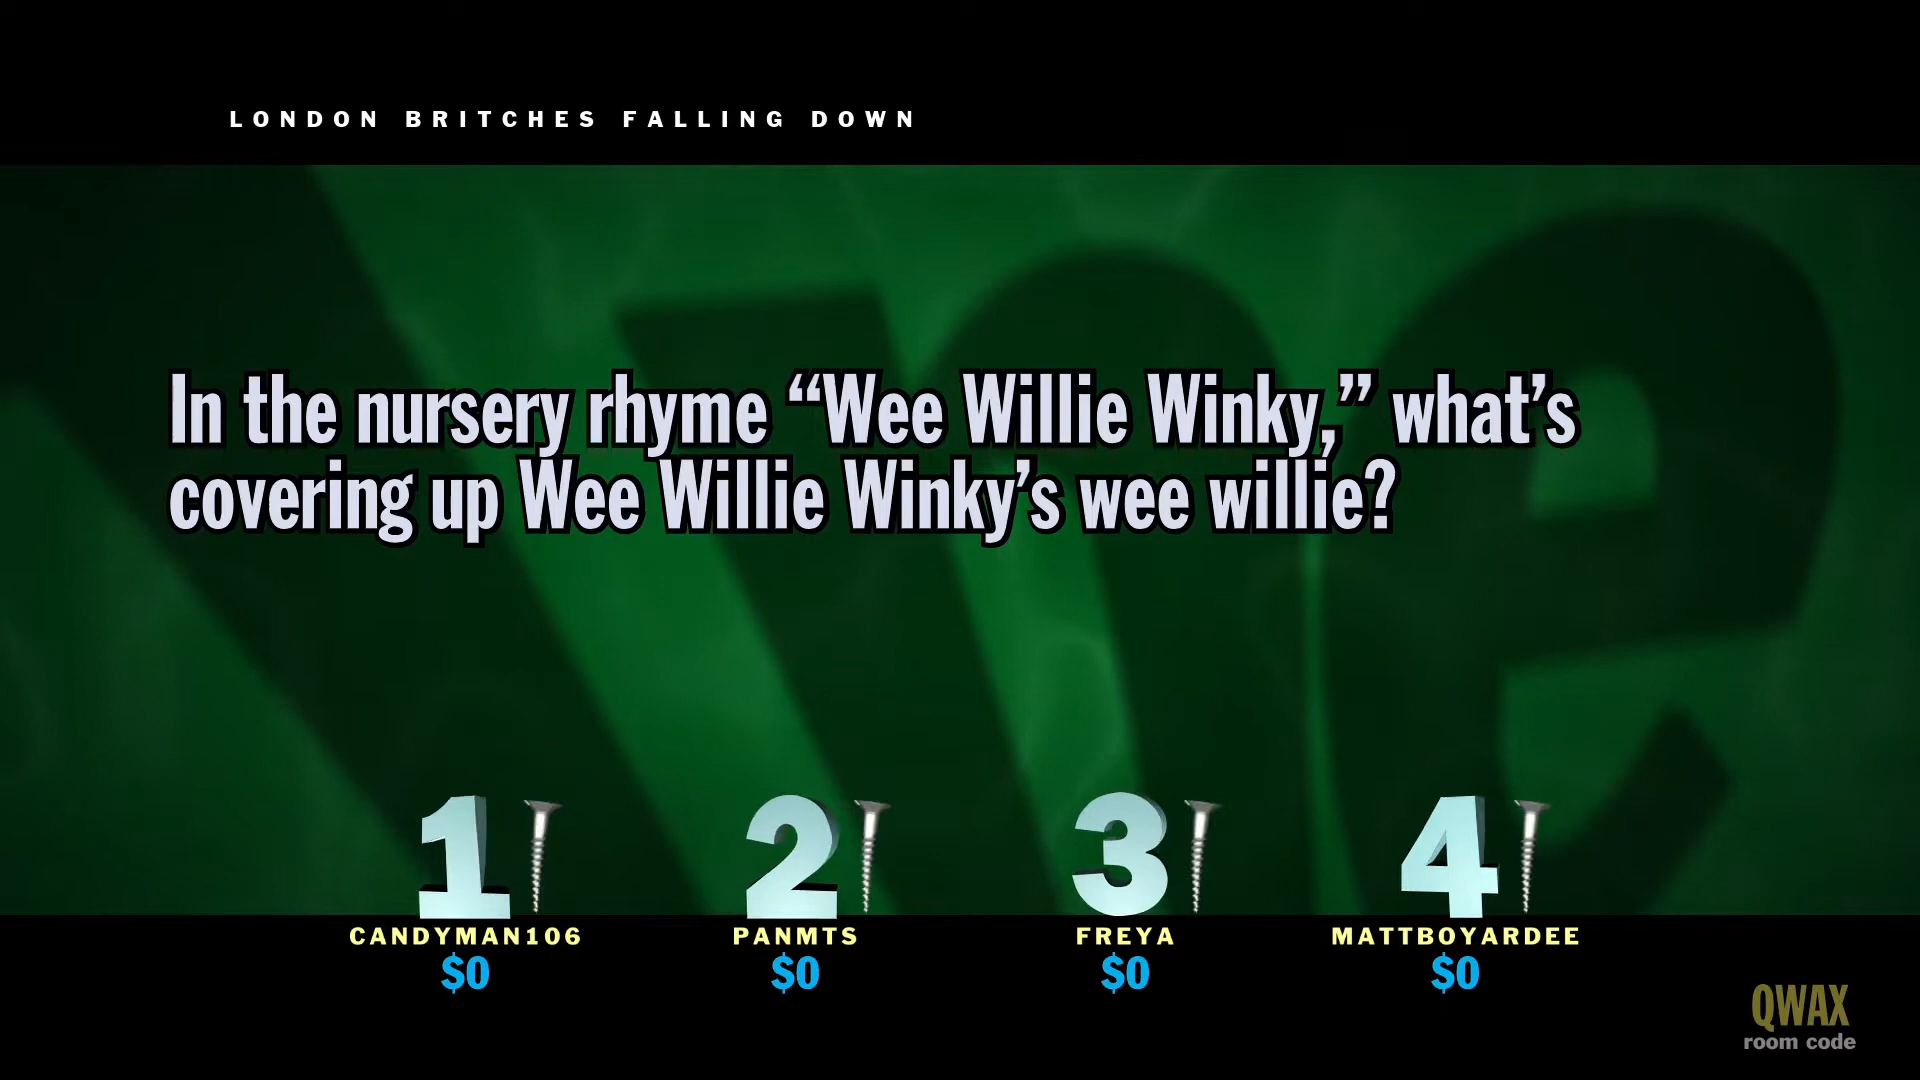 LONDON BRITCHES FALLING DOWN
In the nursery rhyme “Wee Willie Winky,” what’s
covering up Wee Willie Winky’s wee willie?
1 2 3 4
CANDYMAN106 PANMTS FREYA MATTBOYARDEE
$0 $0 $0 $0
QWAX
room code